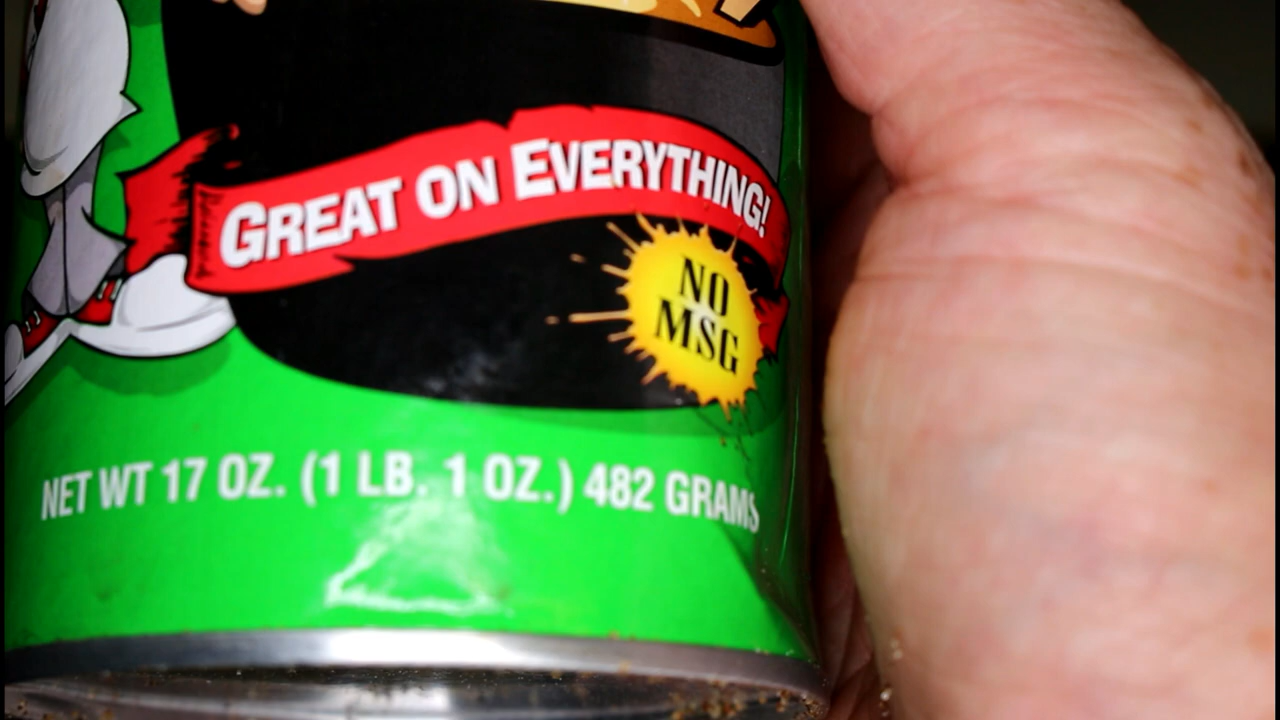 GREAT ON EVERYTHING!
NO
MSG
NET WT 17 OZ. (1 LB. 1 OZ.) 482 GRAMS